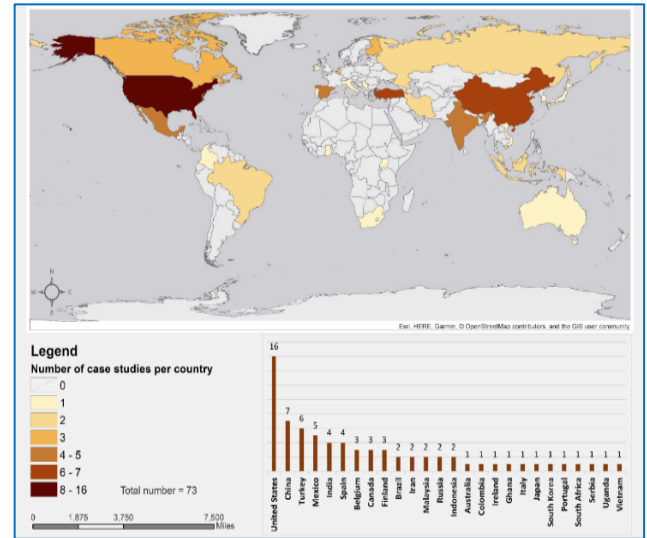 N
W E
S
Esri, HERE, Garmin, © OpenStreetMap contributors, and the GIS user community
Legend
Number of case studies per country
0
1
2
3
4 - 5
6 - 7
8 - 16
Total number = 73
0 1,875 3,750 7,500
Miles
16
7
6
5
4
4
3
3
3
2
2
2
2
2
1
1
1
1
1
1
1
1
1
1
1
1
United States
China
Turkey
Mexico
India
Spain
Belgium
Canada
Finland
Brazil
Iran
Malaysia
Russia
Indonesia
Australia
Colombia
Ireland
Ghana
Italy
Japan
South Korea
Portugal
South Africa
Serbia
Uganda
Vietnam